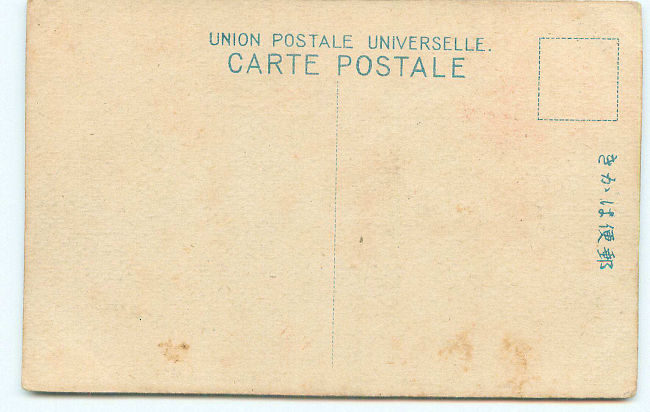 UNION POSTALE UNIVERSELLE.
CARTE POSTALE
きかは便郵